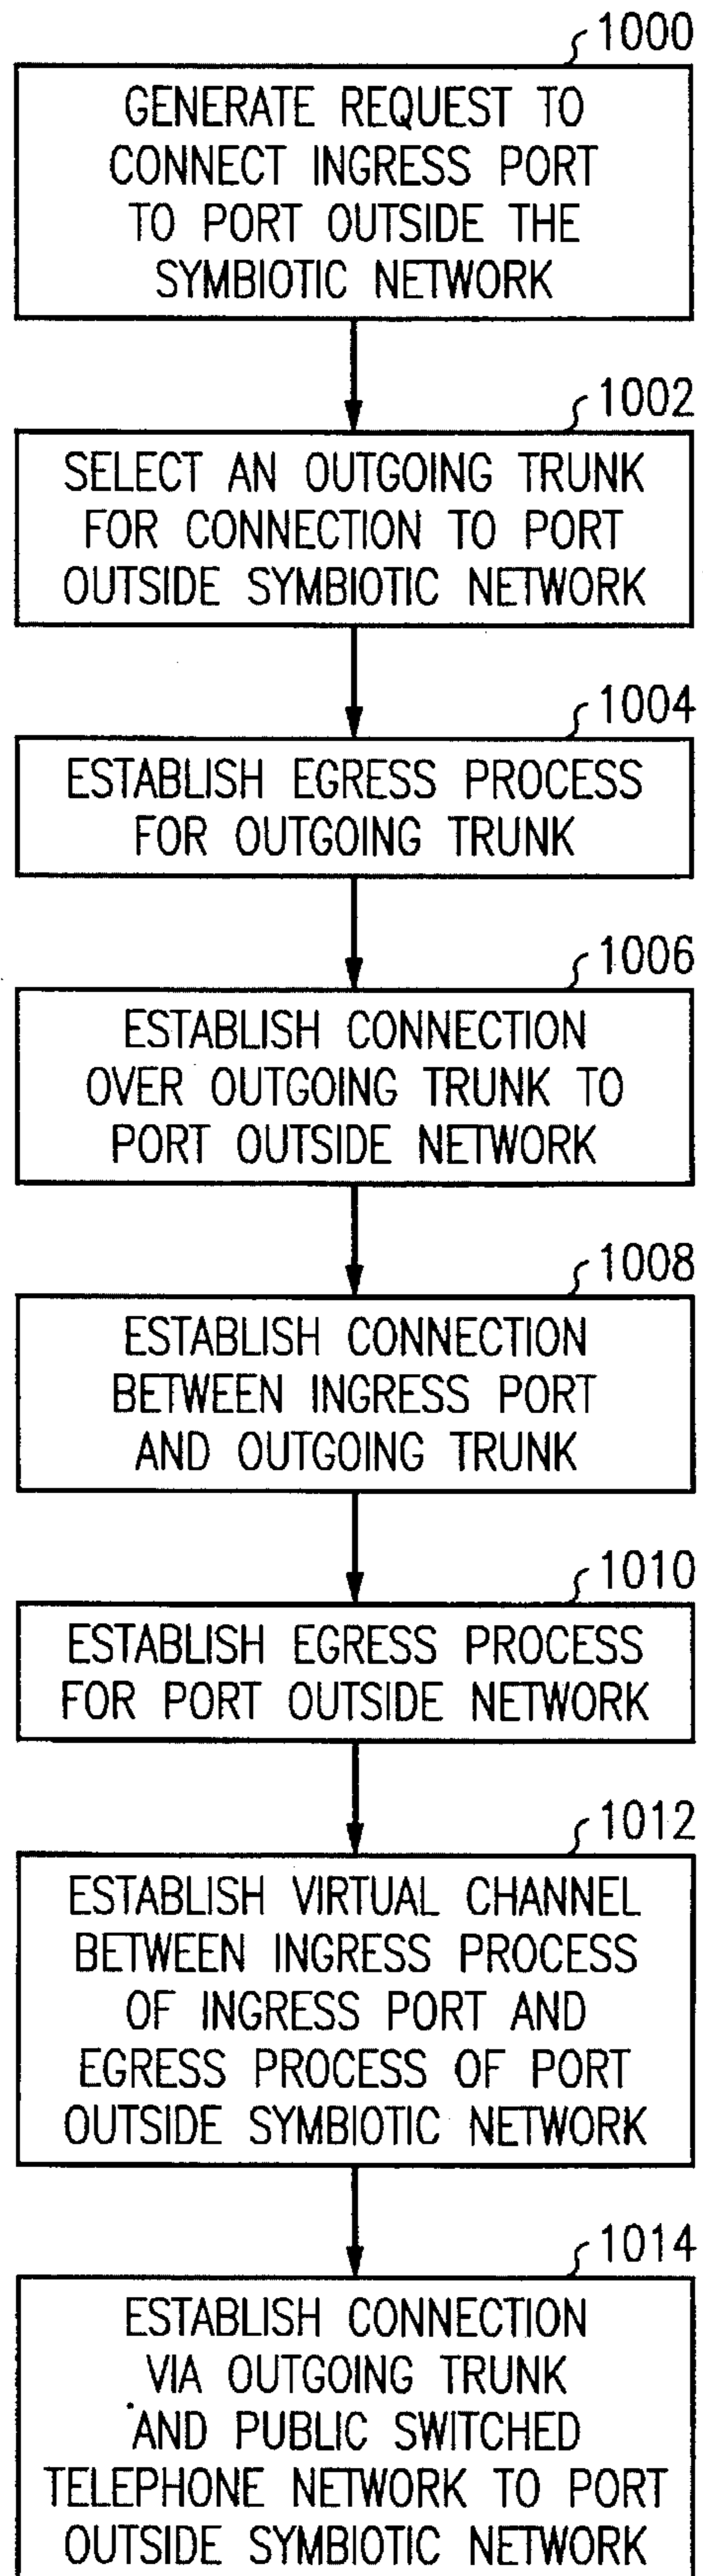 1000
GENERATE REQUEST TO
CONNECT INGRESS PORT
TO PORT OUTSIDE THE
SYMBIOTIC NETWORK
1002
SELECT AN OUTGOING TRUNK
FOR CONNECTION TO PORT
OUTSIDE SYMBIOTIC NETWORK
1004
ESTABLISH EGRESS PROCESS
FOR OUTGOING TRUNK
1006
ESTABLISH CONNECTION
OVER OUTGOING TRUNK TO
PORT OUTSIDE NETWORK
1008
ESTABLISH CONNECTION
BETWEEN INGRESS PORT
AND OUTGOING TRUNK
1010
ESTABLISH EGRESS PROCESS
FOR PORT OUTSIDE NETWORK
1012
ESTABLISH VIRTUAL CHANNEL
BETWEEN INGRESS PROCESS
OF INGRESS PORT AND
EGRESS PROCESS OF PORT
OUTSIDE SYMBIOTIC NETWORK
1014
ESTABLISH CONNECTION
VIA OUTGOING TRUNK
AND PUBLIC SWITCHED
TELEPHONE NETWORK TO PORT
OUTSIDE SYMBIOTIC NETWORK